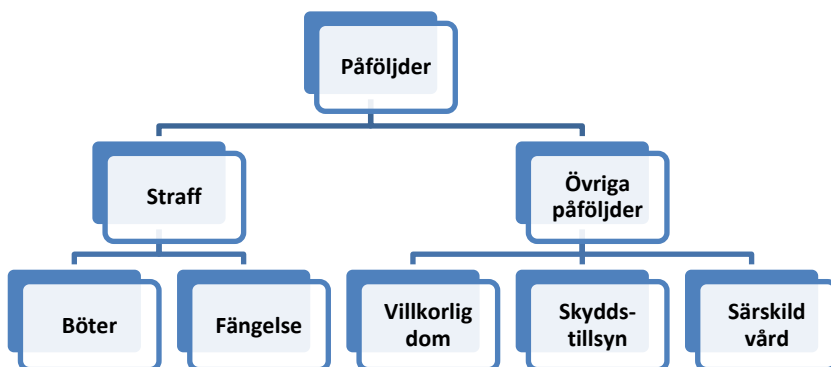 Påföljder
Straff
Övriga
påföljder
Böter
Fängelse
Villkorlig
dom
Skydds-
tillsyn
Särskild
vård